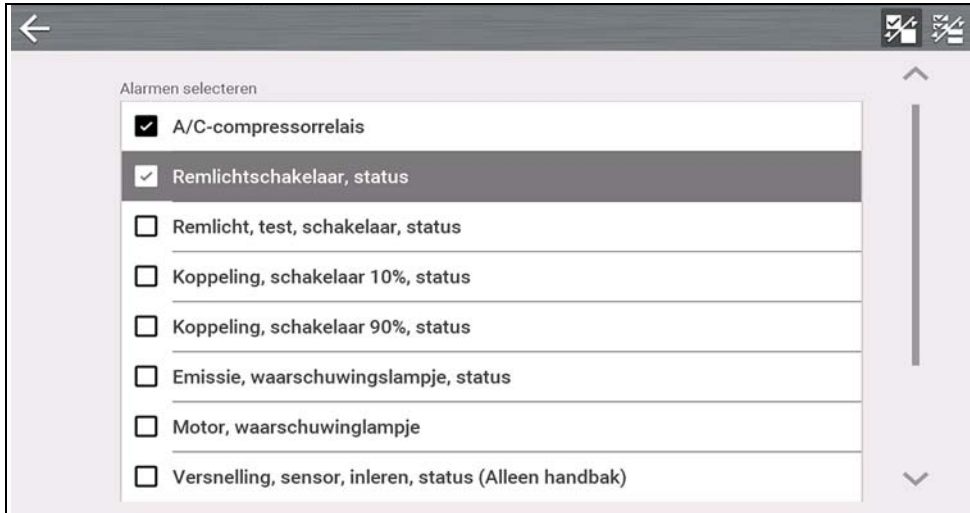 Alarmen selecteren
A/C-compressorrelais
Remlichtschakelaar, status
Remlicht, test, schakelaar, status
Koppeling, schakelaar 10%, status
Koppeling, schakelaar 90%, status
Emissie, waarschuwingslampje, status
Motor, waarschuwinglampje
Versnelling, sensor, inleren, status (Alleen handbak)